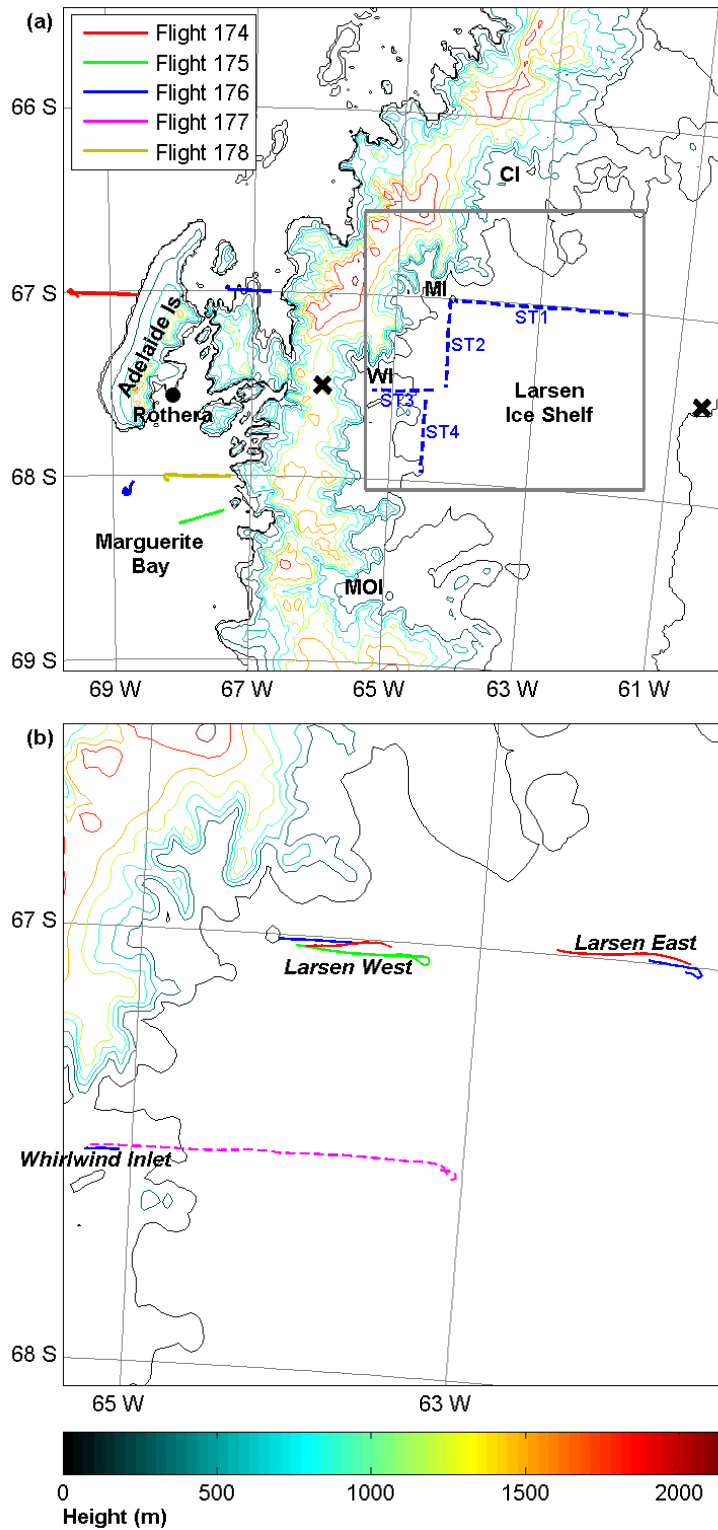 (a)
Flight 174
Flight 175
Flight 176
Flight 177
Flight 178
66 S
CI
67 S
MI
ST1
Adelaide Is
ST2
WI
Larsen
Ice Shelf
ST3
Rothera
ST4
68 S
Marguerite
Bay
MOI
69 S
69 W 67 W 65 W 63 W 61 W
(b)
67 S
Larsen East
Larsen West
Whirlwind Inlet
68 S
65 W 63 W
0 500 1000 1500 2000
Height (m)